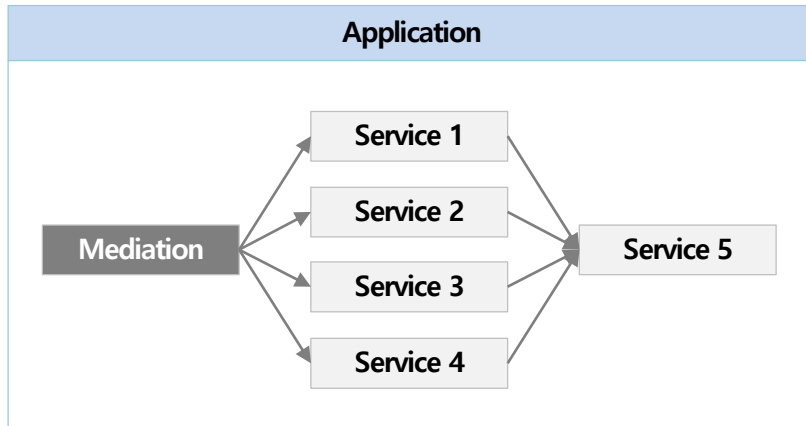 Application
Service 1
Service 2
Mediation
Service 5
Service 3
Service 4